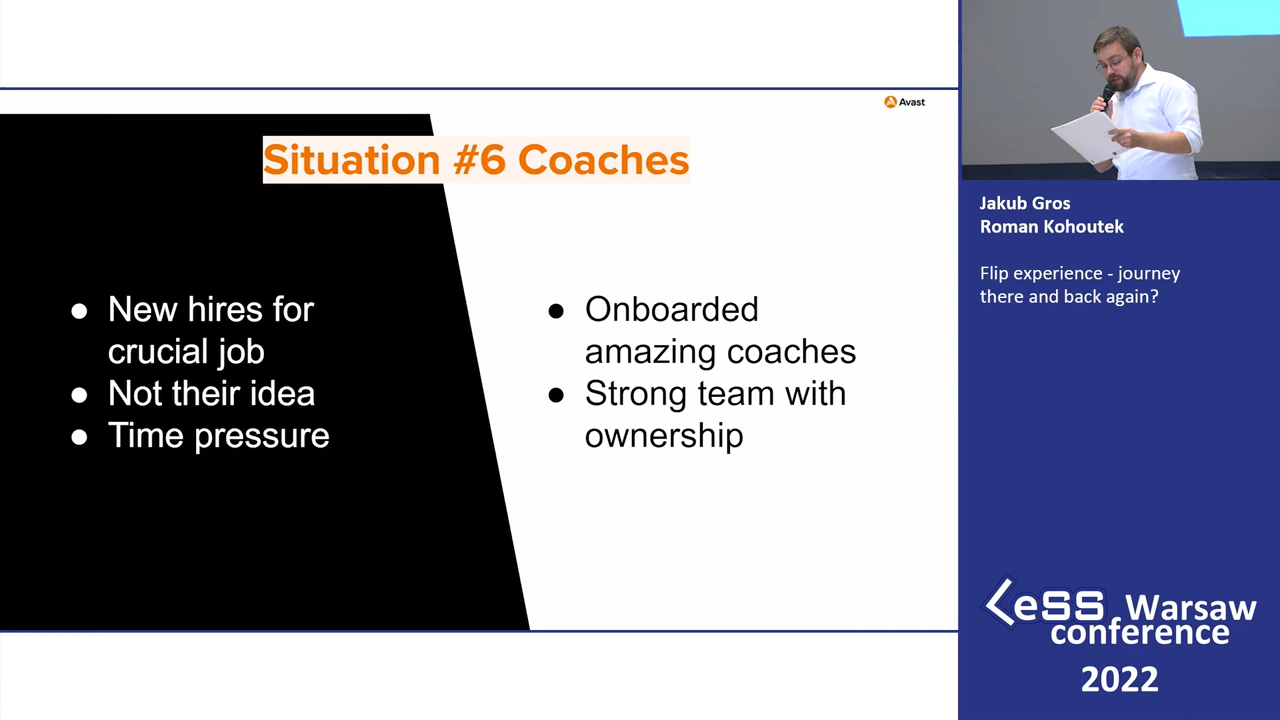 Avast
Situation #6 Coaches
● New hires for
crucial job
● Not their idea
● Time pressure
● Onboarded
amazing coaches
● Strong team with
ownership
Jakub Gros
Roman Kohoutek
Flip experience - journey
there and back again?
LeSS Warsaw
conference
2022